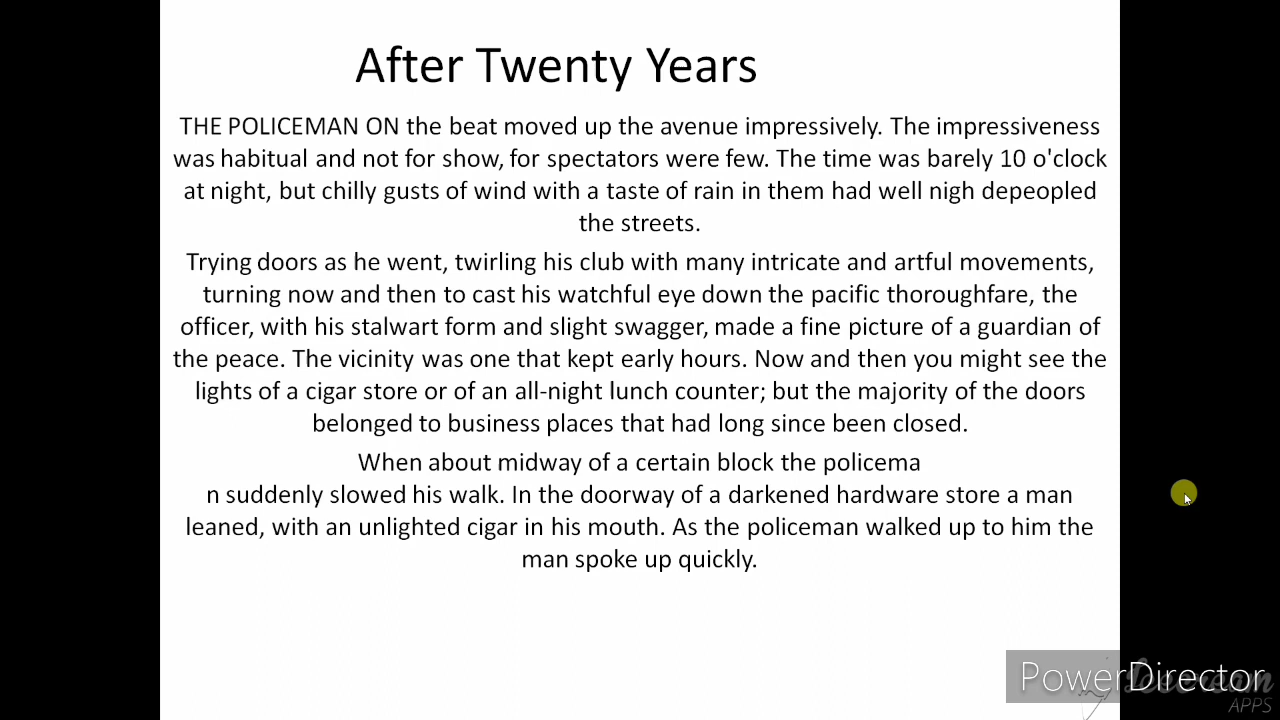 After Twenty Years
THE POLICEMAN ON the beat moved up the avenue impressively. The impressiveness
was habitual and not for show, for spectators were few. The time was barely 10 o'clock
at night, but chilly gusts of wind with a taste of rain in them had well nigh depeopled
the streets.
Trying doors as he went, twirling his club with many intricate and artful movements,
turning now and then to cast his watchful eye down the pacific thoroughfare, the
officer, with his stalwart form and slight swagger, made a fine picture of a guardian of
the peace. The vicinity was one that kept early hours. Now and then you might see the
lights of a cigar store or of an all-night lunch counter; but the majority of the doors
belonged to business places that had long since been closed.
When about midway of a certain block the policema
n suddenly slowed his walk. In the doorway of a darkened hardware store a man
leaned, with an unlighted cigar in his mouth. As the policeman walked up to him the
man spoke up quickly.
PowerDirector
Icecream
APPS